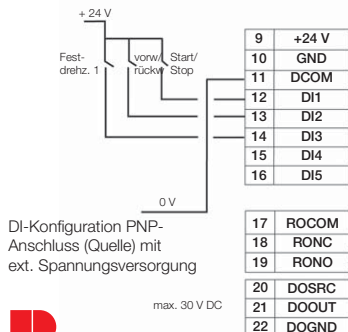 + 24 V
Fest-
drehz. 1
vorw/
rückw
Start/
Stop
9 +24 V
10 GND
11 DCOM
12 DI1
13 DI2
14 DI3
15 DI4
16 DI5
0 V
DI-Konfiguration PNP-
Anschluss (Quelle) mit
ext. Spannungsversorgung
17 ROCOM
18 RONC
19 RONO
max. 30 V DC
20 DOSRC
21 DOOUT
22 DOGND